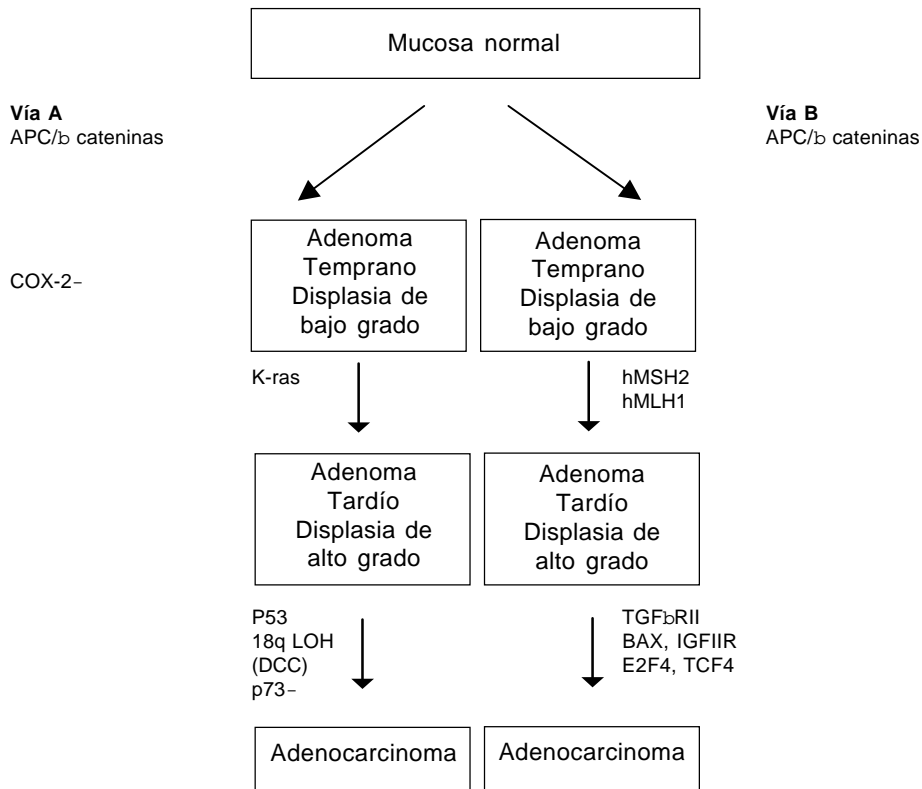 Mucosa normal
Vía A
APC/b cateninas
Vía B
APC/b cateninas
Adenoma
Temprano
Displasia de
bajo grado
Adenoma
Temprano
Displasia de
bajo grado
COX-2–
K-ras
hMSH2
hMLH1
Adenoma
Tardío
Displasia de
alto grado
Adenoma
Tardío
Displasia de
alto grado
P53
18q LOH
(DCC)
p73–
TGFbRII
BAX, IGFIIR
E2F4, TCF4
Adenocarcinoma
Adenocarcinoma